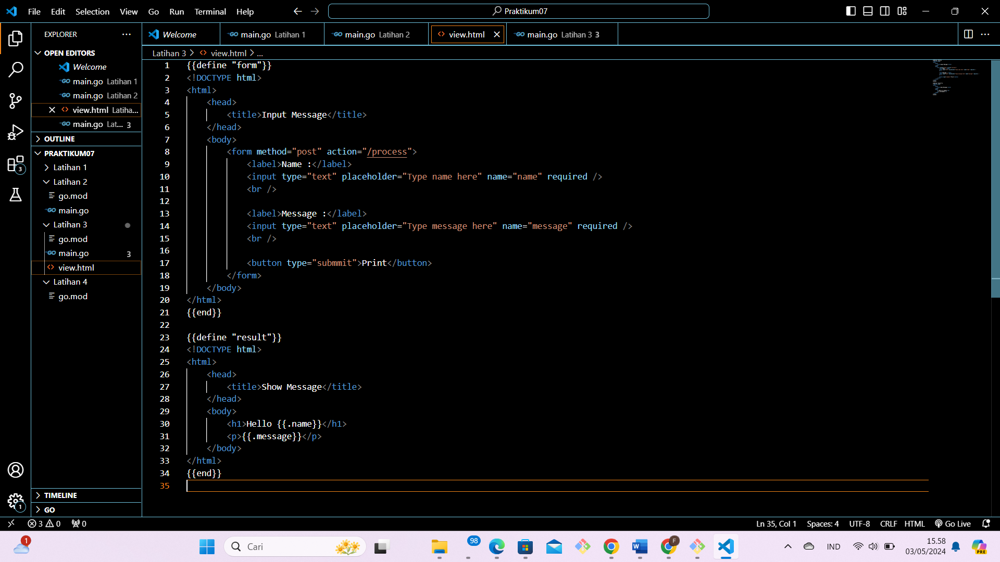 File Edit Selection View Go Run Terminal Help
Praktikum07
EXPLORER
OPEN EDITORS
Welcome
main.go Latihan 1
main.go Latihan 2
view.html Latiha...
main.go Lat... 3
OUTLINE
PRAKTIKUM07
Latihan 1
Latihan 2
go.mod
main.go
Latihan 3
go.mod
main.go 3
view.html
Latihan 4
go.mod
TIMELINE
GO
3
1
Welcome
main.go Latihan 1
main.go Latihan 2
view.html
main.go Latihan 3 3
Latihan 3 > view.html > ...
1 {{define "form"}}
2 <!DOCTYPE html>
3 <html>
4 <head>
5 <title>Input Message</title>
6 </head>
7 <body>
8 <form method="post" action="/process">
9 <label>Name :</label>
10 <input type="text" placeholder="Type name here" name="name" required />
11 <br />
12
13 <label>Message :</label>
14 <input type="text" placeholder="Type message here" name="message" required />
15 <br />
16
17 <button type="submmit">Print</button>
18 </form>
19 </body>
20 </html>
21 {{end}}
22
23 {{define "result"}}
24 <!DOCTYPE html>
25 <html>
26 <head>
27 <title>Show Message</title>
28 </head>
29 <body>
30 <h1>Hello {{.name}}</h1>
31 <p>{{.message}}</p>
32 </body>
33 </html>
34 {{end}}
35
3 0 0
Ln 35, Col 1 Spaces: 4 UTF-8 CRLF HTML Go Live
1
Cari
98
F
IND
15.58
03/05/2024
PRE